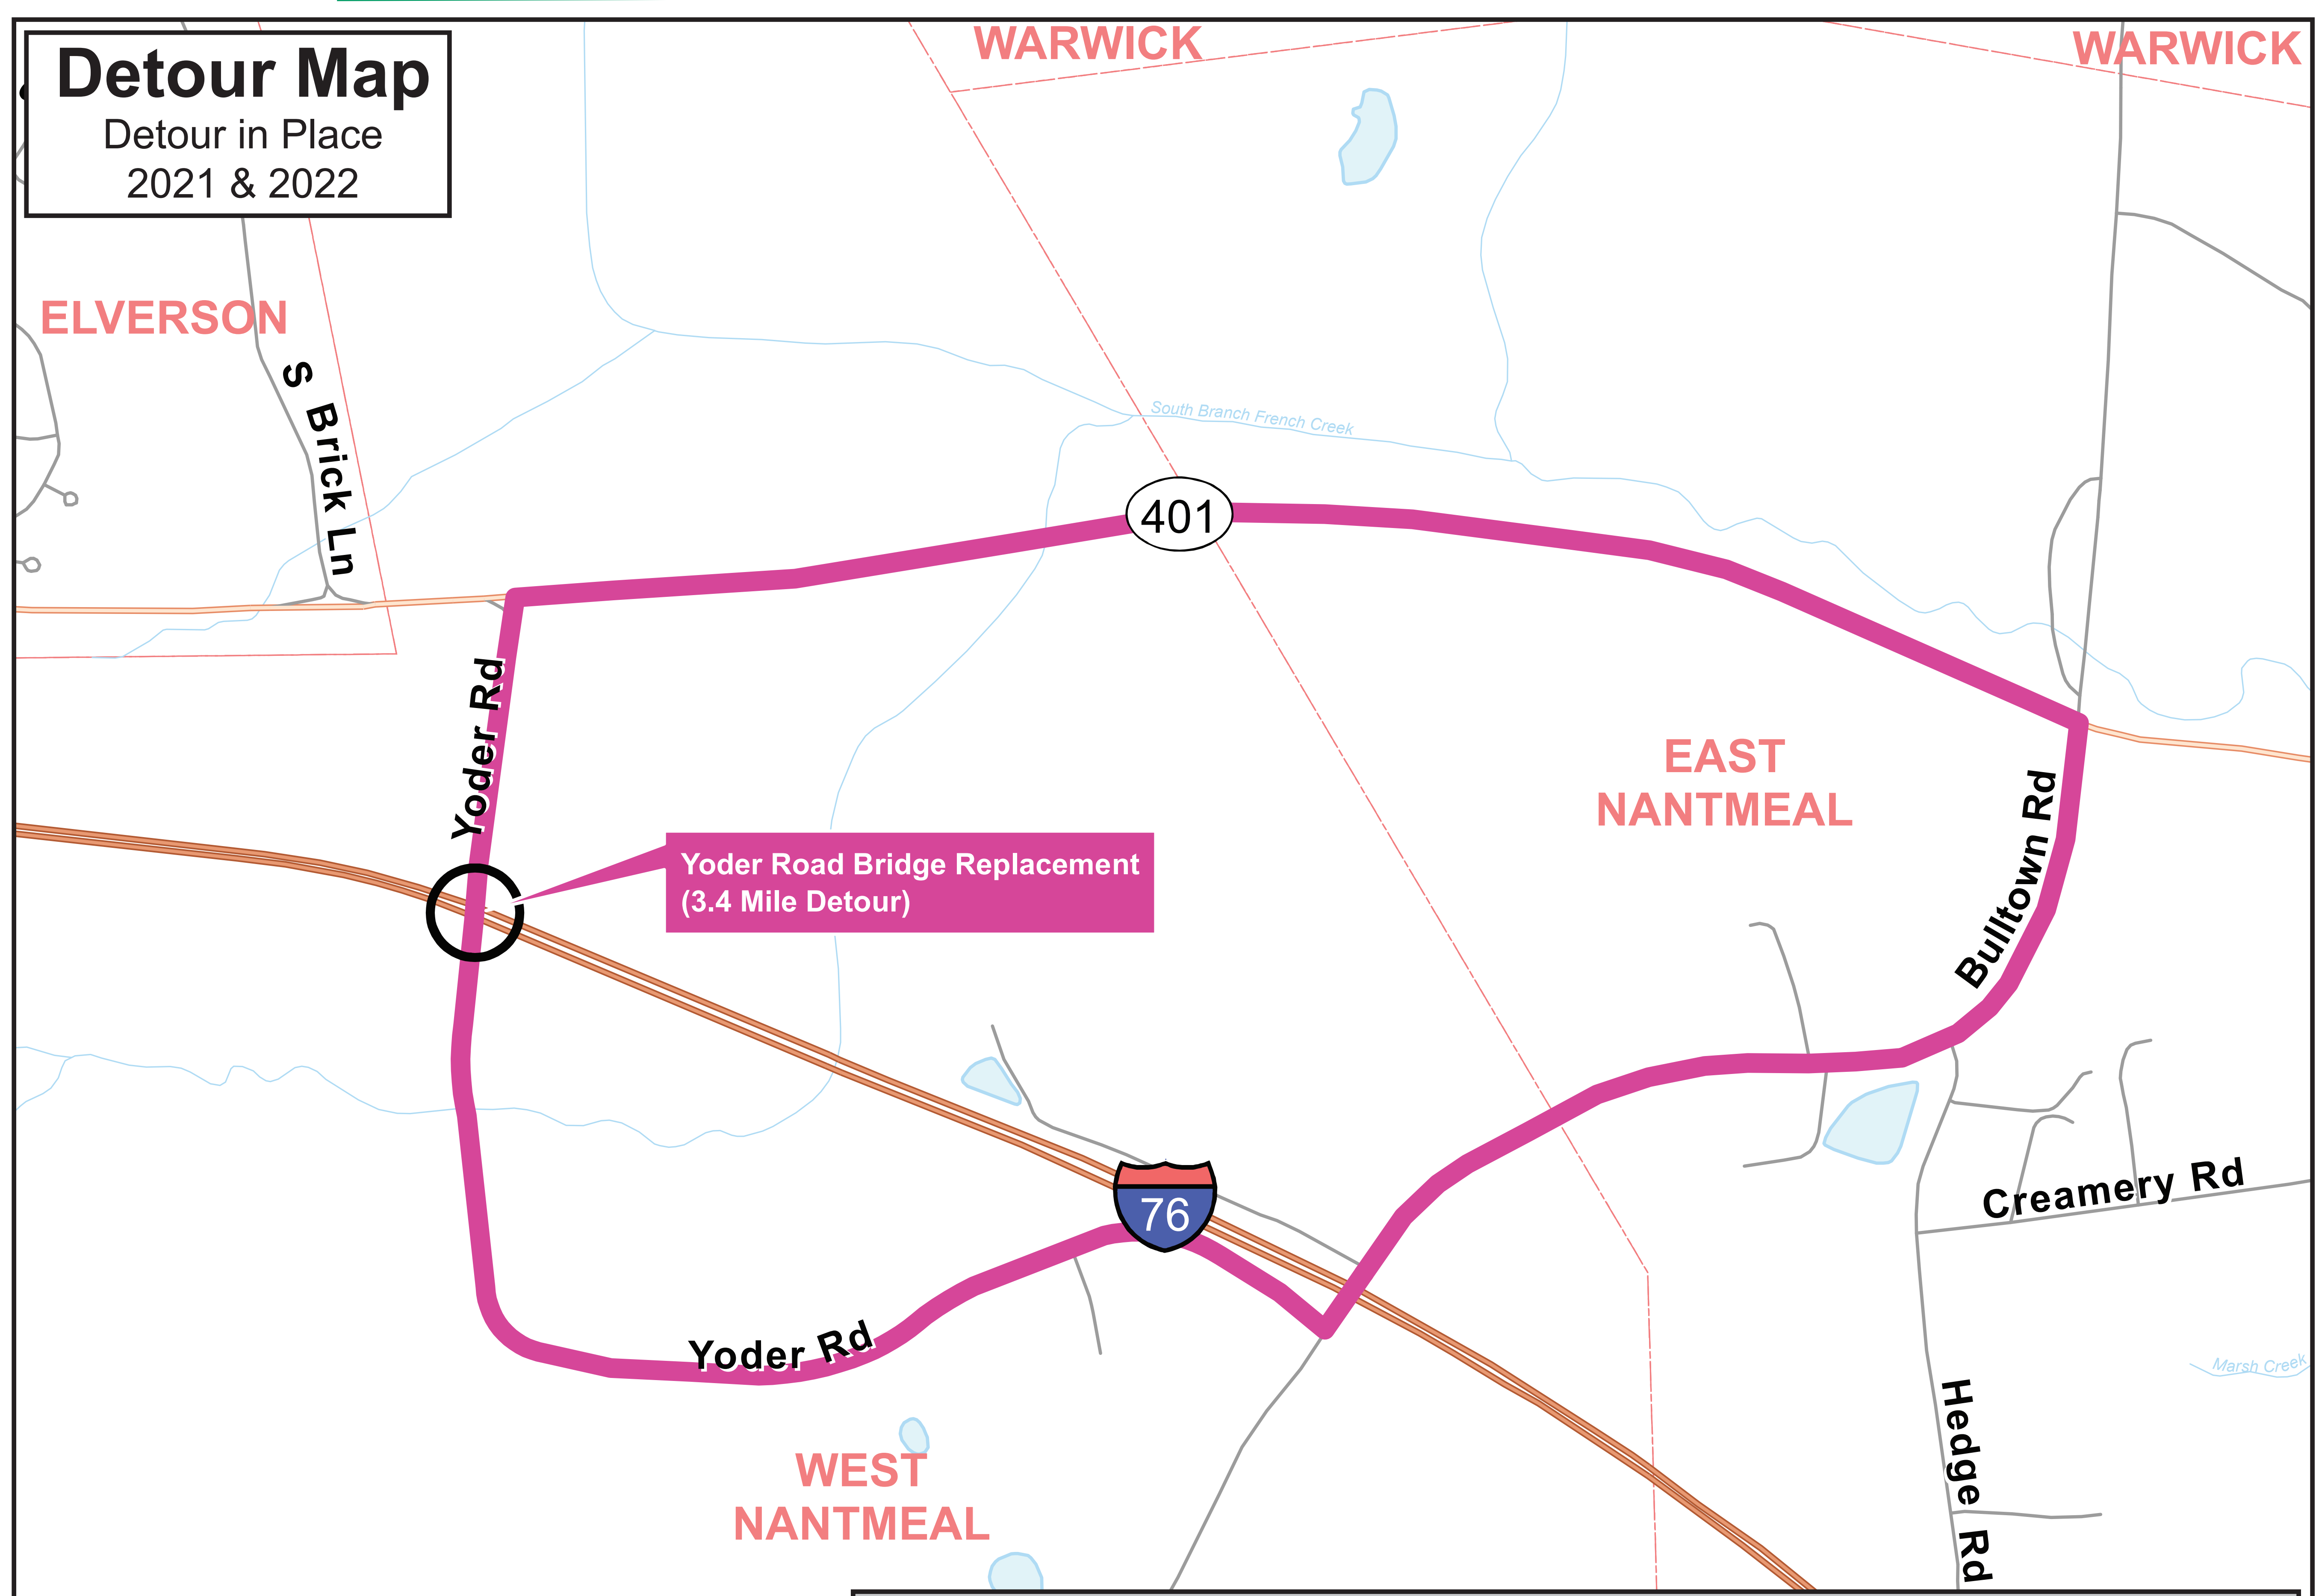 Detour Map
Detour in Place
2021 & 2022
WARWICK
WARWICK
ELVERSON
S Brick Ln
South Branch French Creek
401
Yoder Rd
Yoder Road Bridge Replacement
(3.4 Mile Detour)
EAST
NANTMEAL
Bulltown Rd
76
Creamery Rd
Yoder Rd
Marsh Creek
Hedge Rd
WEST
NANTMEAL